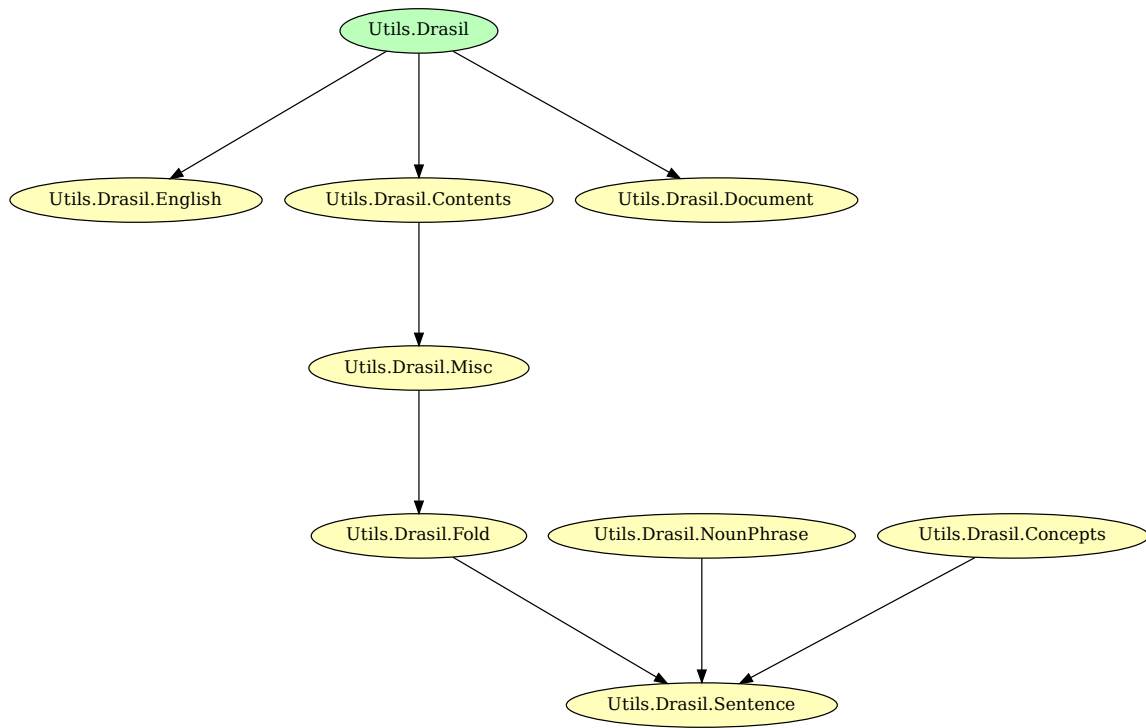 Utils.Drasil
Utils.Drasil.English
Utils.Drasil.Contents
Utils.Drasil.Document
Utils.Drasil.Misc
Utils.Drasil.Fold
Utils.Drasil.NounPhrase
Utils.Drasil.Concepts
Utils.Drasil.Sentence